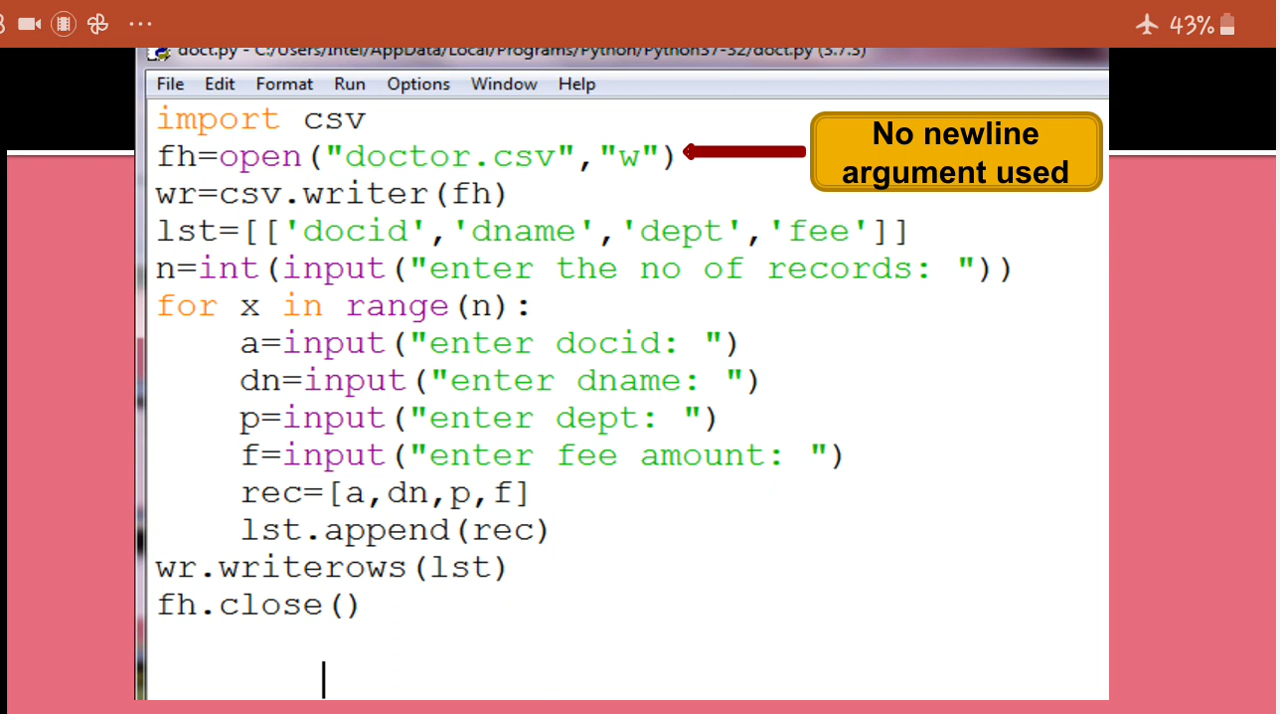 43%
doct.py - C:/Users/Intel/AppData/Local/Programs/Python/Python37-32/doct.py (3.7.3)
File Edit Format Run Options Window Help
import csv
fh=open("doctor.csv","w")
No newline
argument used
wr=csv.writer(fh)
lst=[['docid','dname','dept','fee']]
n=int(input("enter the no of records: "))
for x in range(n):
    a=input("enter docid: ")
    dn=input("enter dname: ")
    p=input("enter dept: ")
    f=input("enter fee amount: ")
    rec=[a,dn,p,f]
    lst.append(rec)
wr.writerows(lst)
fh.close()